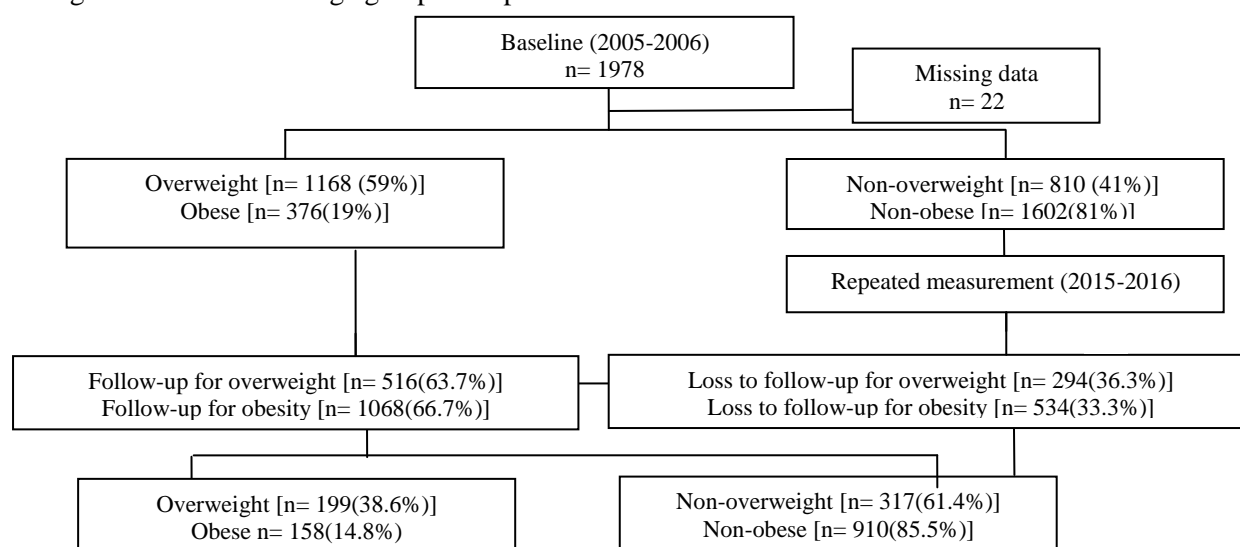 Baseline (2005-2006)
n= 1978
Missing data
n= 22
Overweight [n= 1168 (59%)]
Obese [n= 376(19%)]
Non-overweight [n= 810 (41%)]
Non-obese [n= 1602(81%)]
Repeated measurement (2015-2016)
Follow-up for overweight [n= 516(63.7%)]
Follow-up for obesity [n= 1068(66.7%)]
Loss to follow-up for overweight [n= 294(36.3%)]
Loss to follow-up for obesity [n= 534(33.3%)]
Overweight [n= 199(38.6%)]
Obese n= 158(14.8%)
Non-overweight [n= 317(61.4%)]
Non-obese [n= 910(85.5%)]